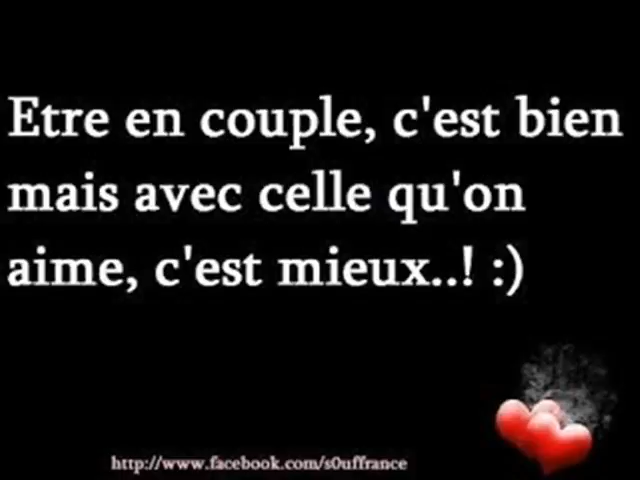 Etre en couple, c'est bien
mais avec celle qu'on
aime, c'est mieux..! :)
http://www.facebook.com/s0uffrance